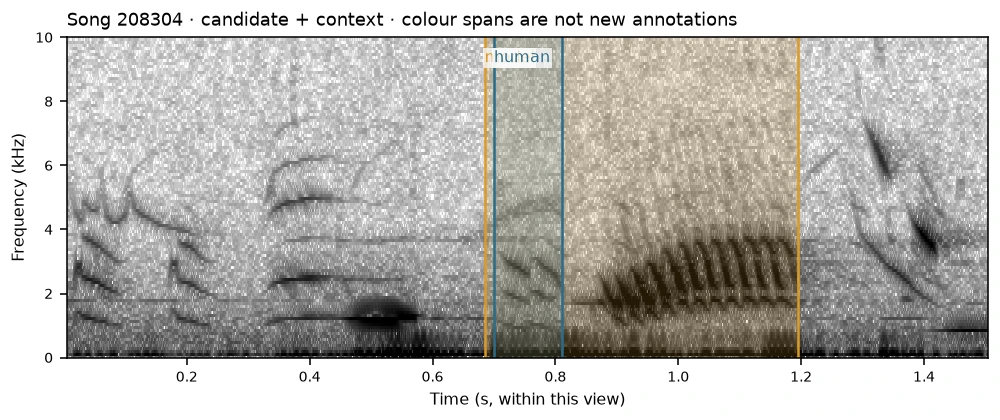 Song 208304 · candidate + context · colour spans are not new annotations
10
8
6
4
2
0
Frequency (kHz)
human
0.2 0.4 0.6 0.8 1.0 1.2 1.4
Time (s, within this view)